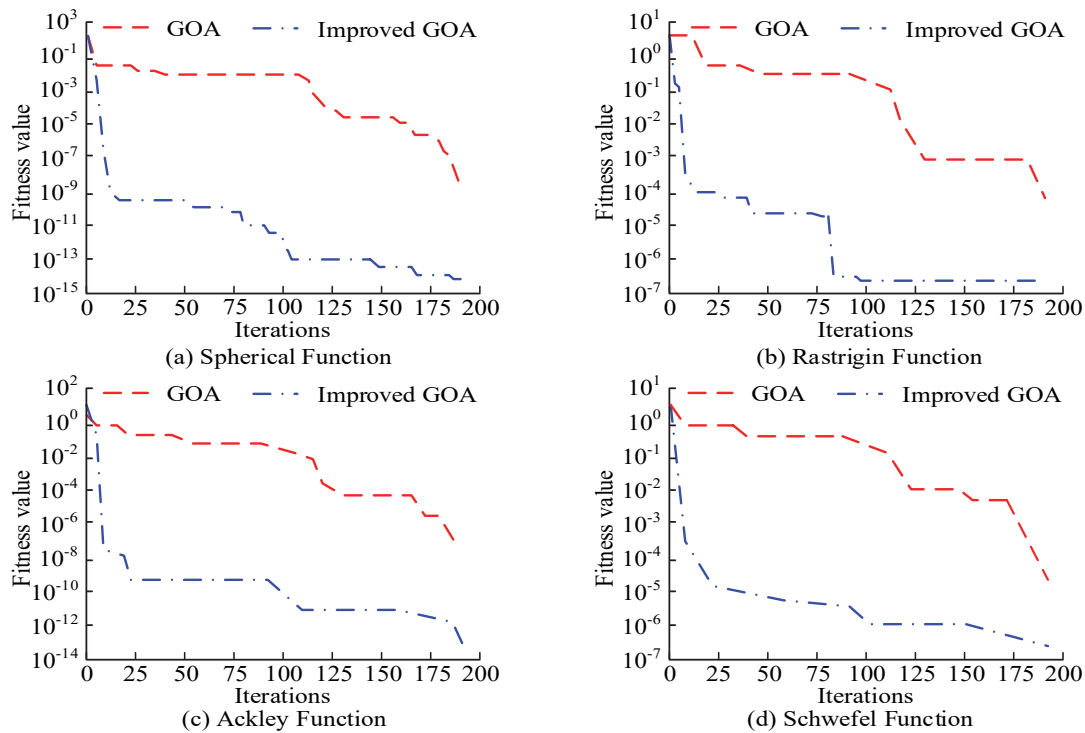 GOA Improved GOA
Fitness value
10^3
10^-1
10^-3
10^-5
10^-7
10^-9
10^-11
10^-13
10^-15
0 25 50 75 100 125 150 175 200
Iterations
(a) Spherical Function
GOA Improved GOA
Fitness value
10^1
10^0
10^-1
10^-2
10^-3
10^-4
10^-5
10^-6
10^-7
0 25 50 75 100 125 150 175 200
Iterations
(b) Rastrigin Function
GOA Improved GOA
Fitness value
10^2
10^0
10^-2
10^-4
10^-6
10^-8
10^-10
10^-12
10^-14
0 25 50 75 100 125 150 175 200
Iterations
(c) Ackley Function
GOA Improved GOA
Fitness value
10^1
10^0
10^-1
10^-2
10^-3
10^-4
10^-5
10^-6
10^-7
0 25 50 75 100 125 150 175 200
Iterations
(d) Schwefel Function